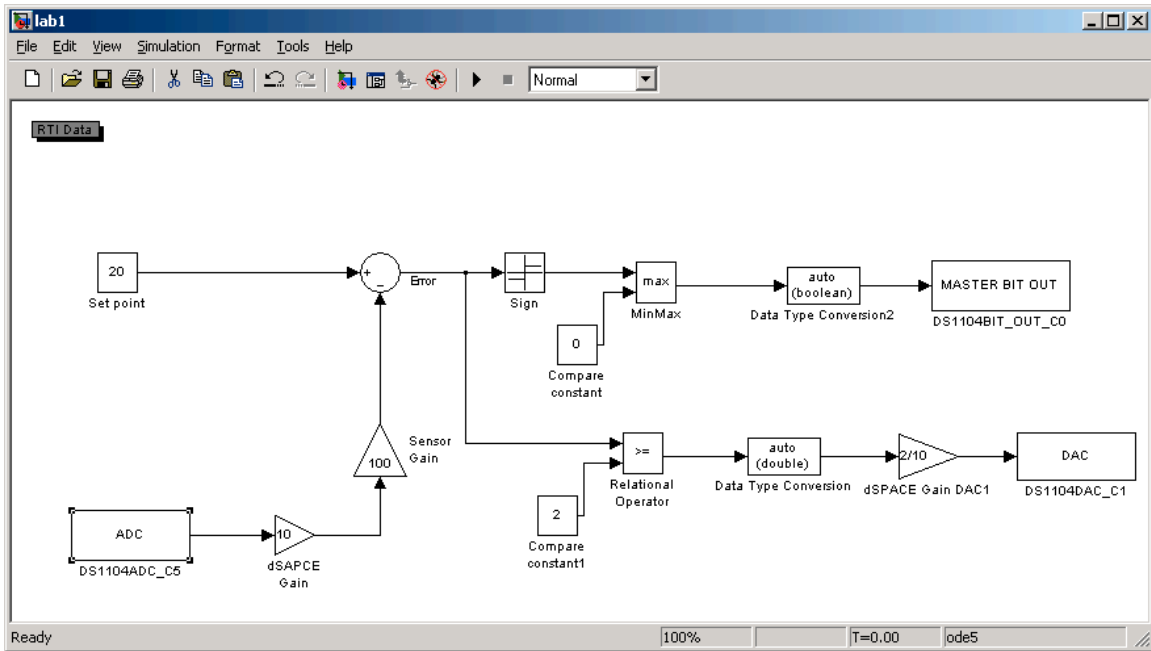 lab1
File Edit View Simulation Format Tools Help
Normal
RTI Data
20
Set point
+
−
Error
Sign
max
MinMax
0
Compare
constant
auto
(boolean)
Data Type Conversion2
MASTER BIT OUT
DS1104BIT_OUT_C0
100
Sensor
Gain
>=
Relational
Operator
2
Compare
constant1
auto
(double)
Data Type Conversion
2/10
dSPACE Gain DAC1
DAC
DS1104DAC_C1
ADC
DS1104ADC_C5
10
dSAPCE
Gain
Ready 100% T=0.00 ode5